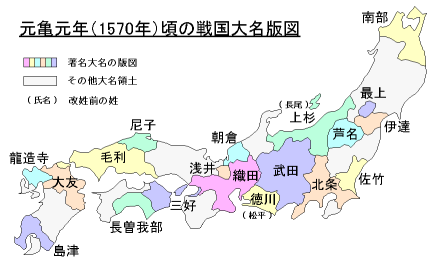 元亀元年(1570年)頃の戦国大名版図
著名大名の版図
その他大名領土
(氏名) 改姓前の姓
南部
最上
(長尾)
上杉
伊達
芦名
尼子
朝倉
龍造寺
毛利
浅井
織田
武田
佐竹
大友
北条
徳川
(松平)
三好
長曽我部
島津